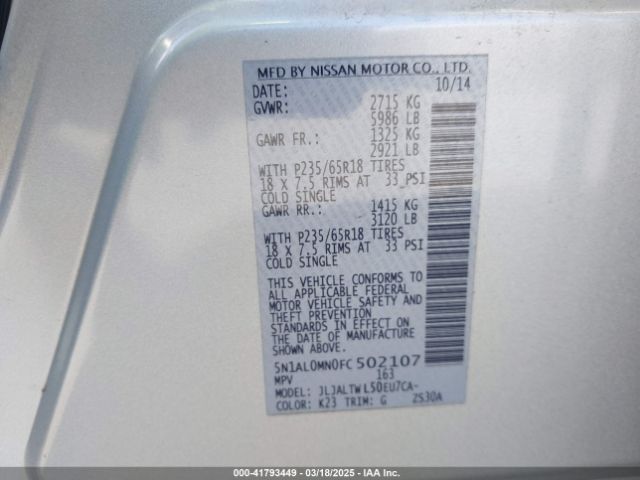 MFD BY NISSAN MOTOR CO., LTD.
DATE: 10/14
GVWR: 2715 KG
5986 LB
GAWR FR.: 1325 KG
2921 LB
WITH P235/65R18 TIRES
18 X 7.5 RIMS AT 33 PSI
COLD SINGLE
GAWR RR.: 1415 KG
3120 LB
WITH P235/65R18 TIRES
18 X 7.5 RIMS AT 33 PSI
COLD SINGLE
THIS VEHICLE CONFORMS TO
ALL APPLICABLE FEDERAL
MOTOR VEHICLE SAFETY AND
THEFT PREVENTION
STANDARDS IN EFFECT ON
THE DATE OF MANUFACTURE
SHOWN ABOVE.
5N1AL0MN0FC502107
MPV 163
MODEL: JLJALTWL50EU7CA-
COLOR: K23 TRIM: G 2S30A
000-41793449 - 03/18/2025 - IAA Inc.